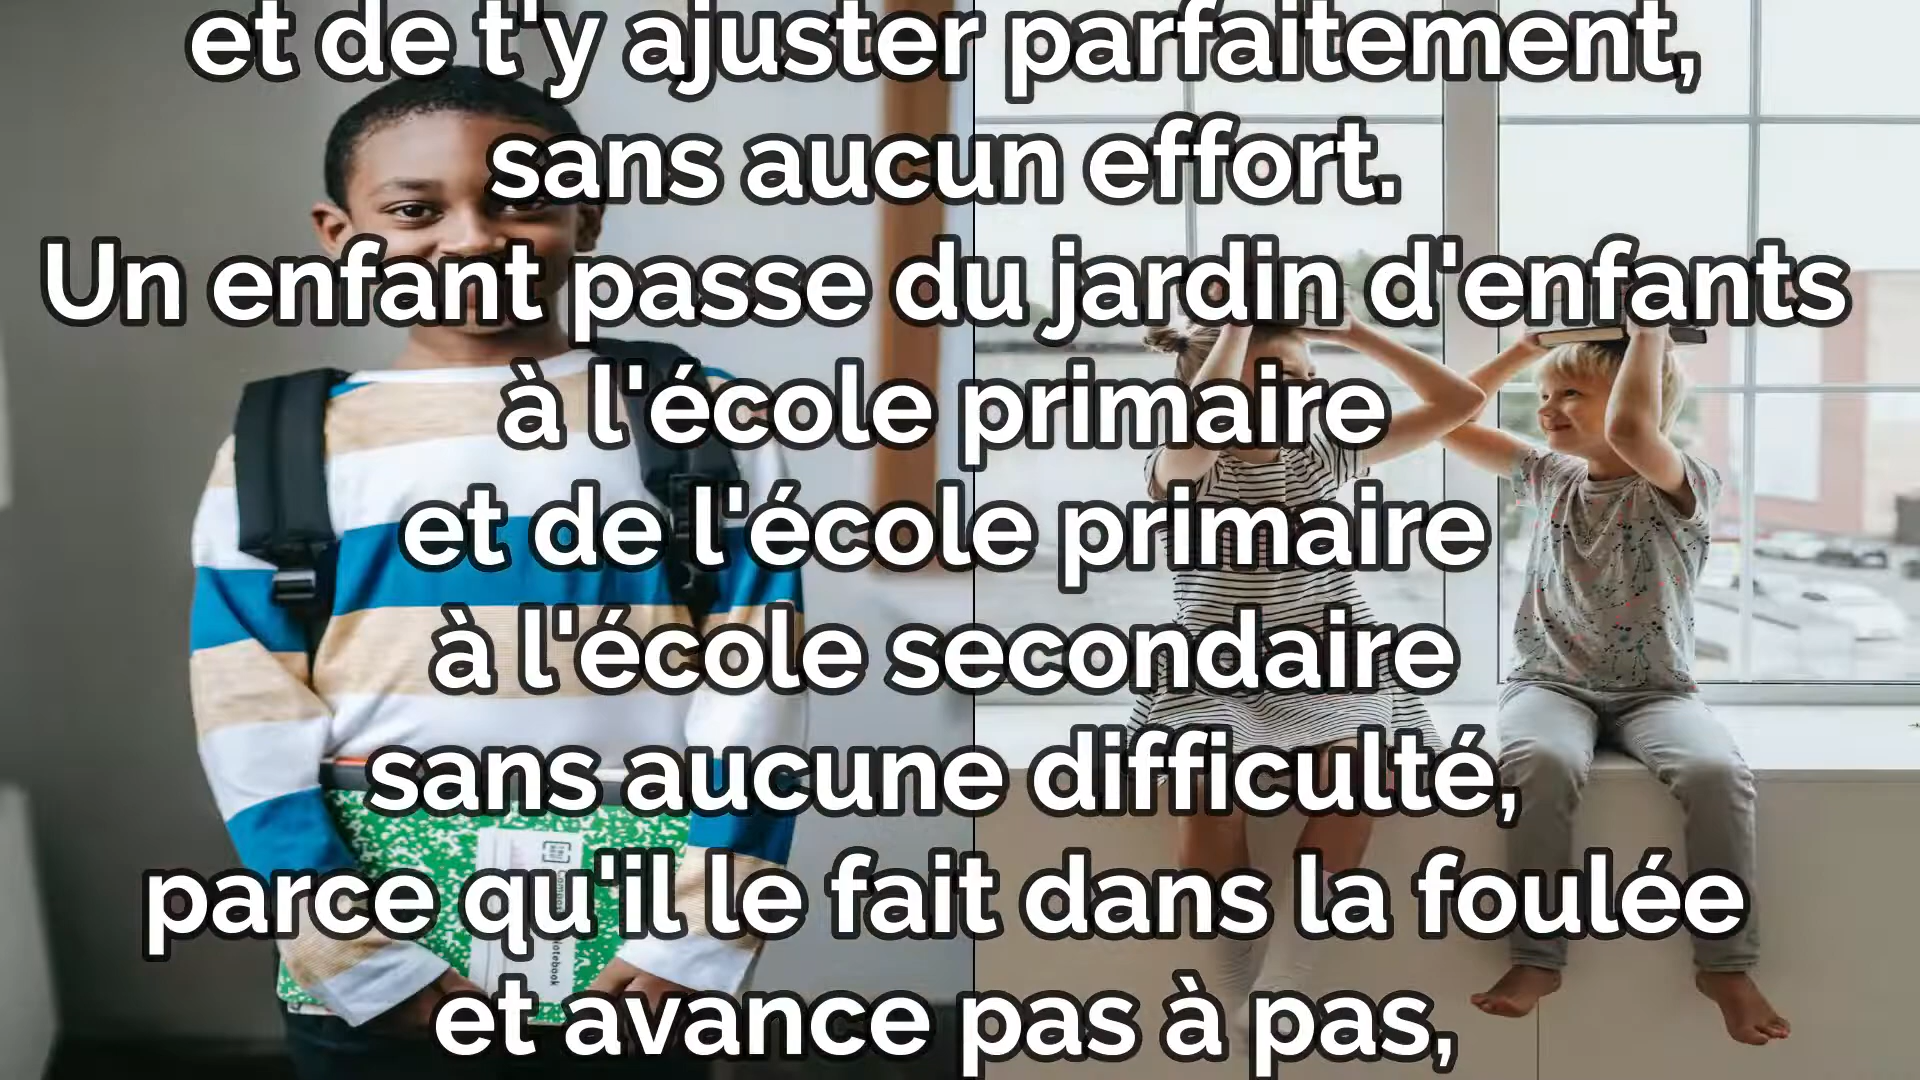 et de t'y ajuster parfaitement,
sans aucun effort.
Un enfant passe du jardin d'enfants
à l'école primaire
et de l'école primaire
à l'école secondaire
sans aucune difficulté,
parce qu'il le fait dans la foulée
et avance pas à pas,